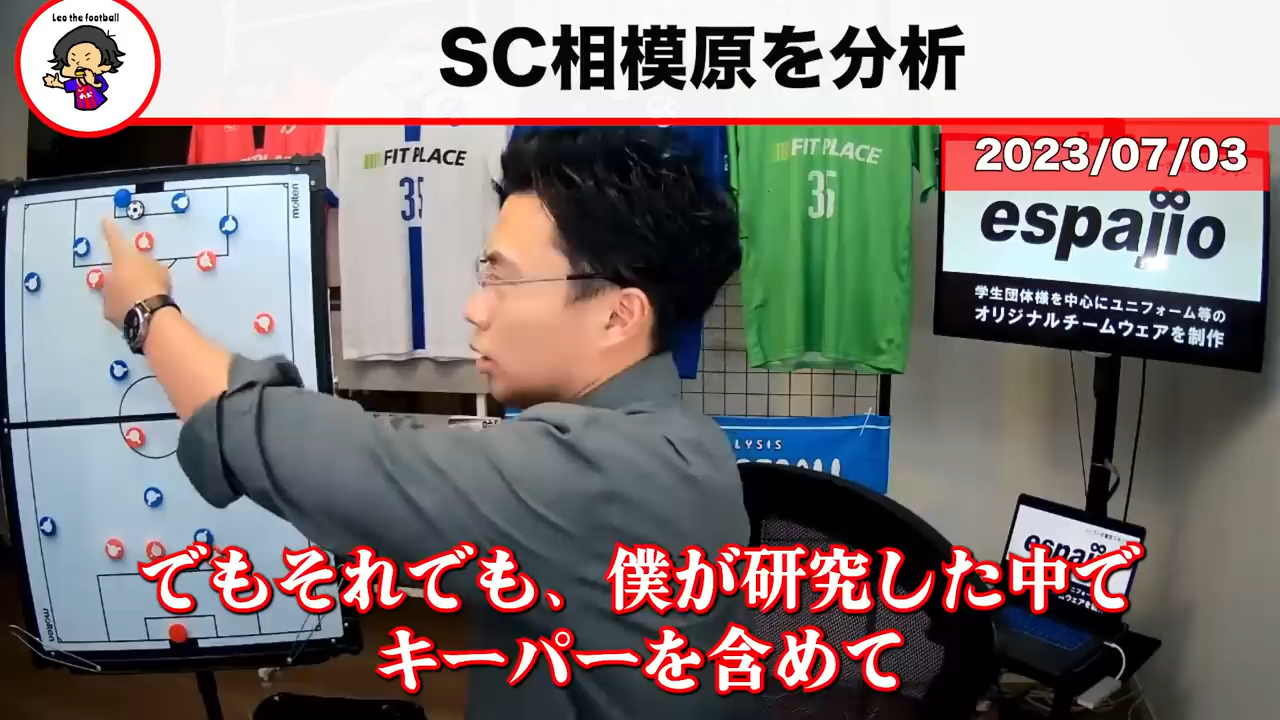 Leo the football
SC相模原を分析
2023/07/03
FIT PLACE
35
FIT PLACE
35
FIT PLACE
molten
espajio
学生団体様を中心にユニフォーム等の
オリジナルチームウェアを制作
LYSIS
espajio
molten
でもそれでも、僕が研究した中で
キーパーを含めて